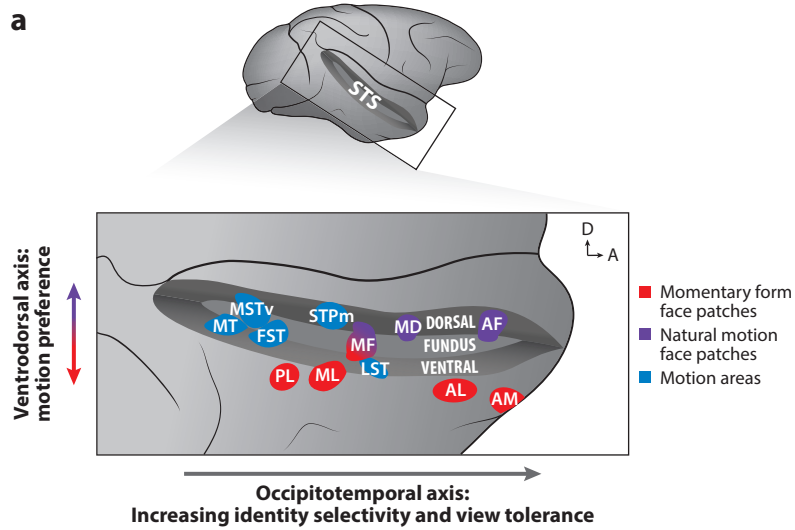 a
STS
D
A
Ventrodorsal axis:
motion preference
MSTv
MT
FST
STPm
MF
LST
MD
DORSAL
AF
FUNDUS
VENTRAL
PL
ML
AL
AM
Momentary form
face patches
Natural motion
face patches
Motion areas
Occipitotemporal axis:
Increasing identity selectivity and view tolerance